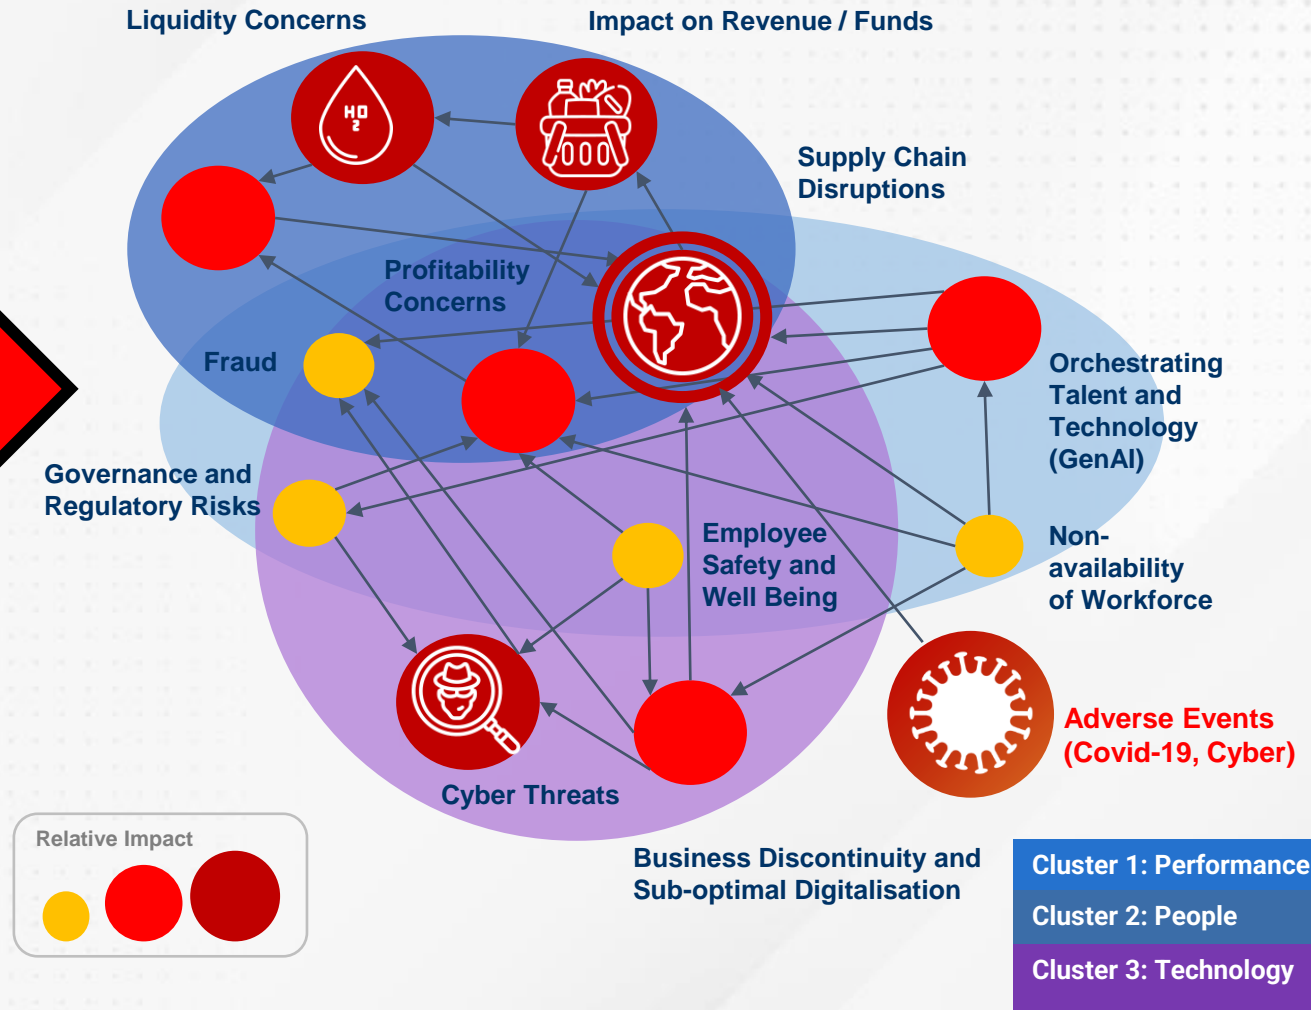 Liquidity Concerns
Impact on Revenue / Funds
HO
2
Supply Chain
Disruptions
Profitability
Concerns
Fraud
Orchestrating
Talent and
Technology
(GenAI)
Governance and
Regulatory Risks
Employee
Safety and
Well Being
Non-
availability
of Workforce
Adverse Events
(Covid-19, Cyber)
Cyber Threats
Relative Impact
Business Discontinuity and
Sub-optimal Digitalisation
Cluster 1: Performance
Cluster 2: People
Cluster 3: Technology